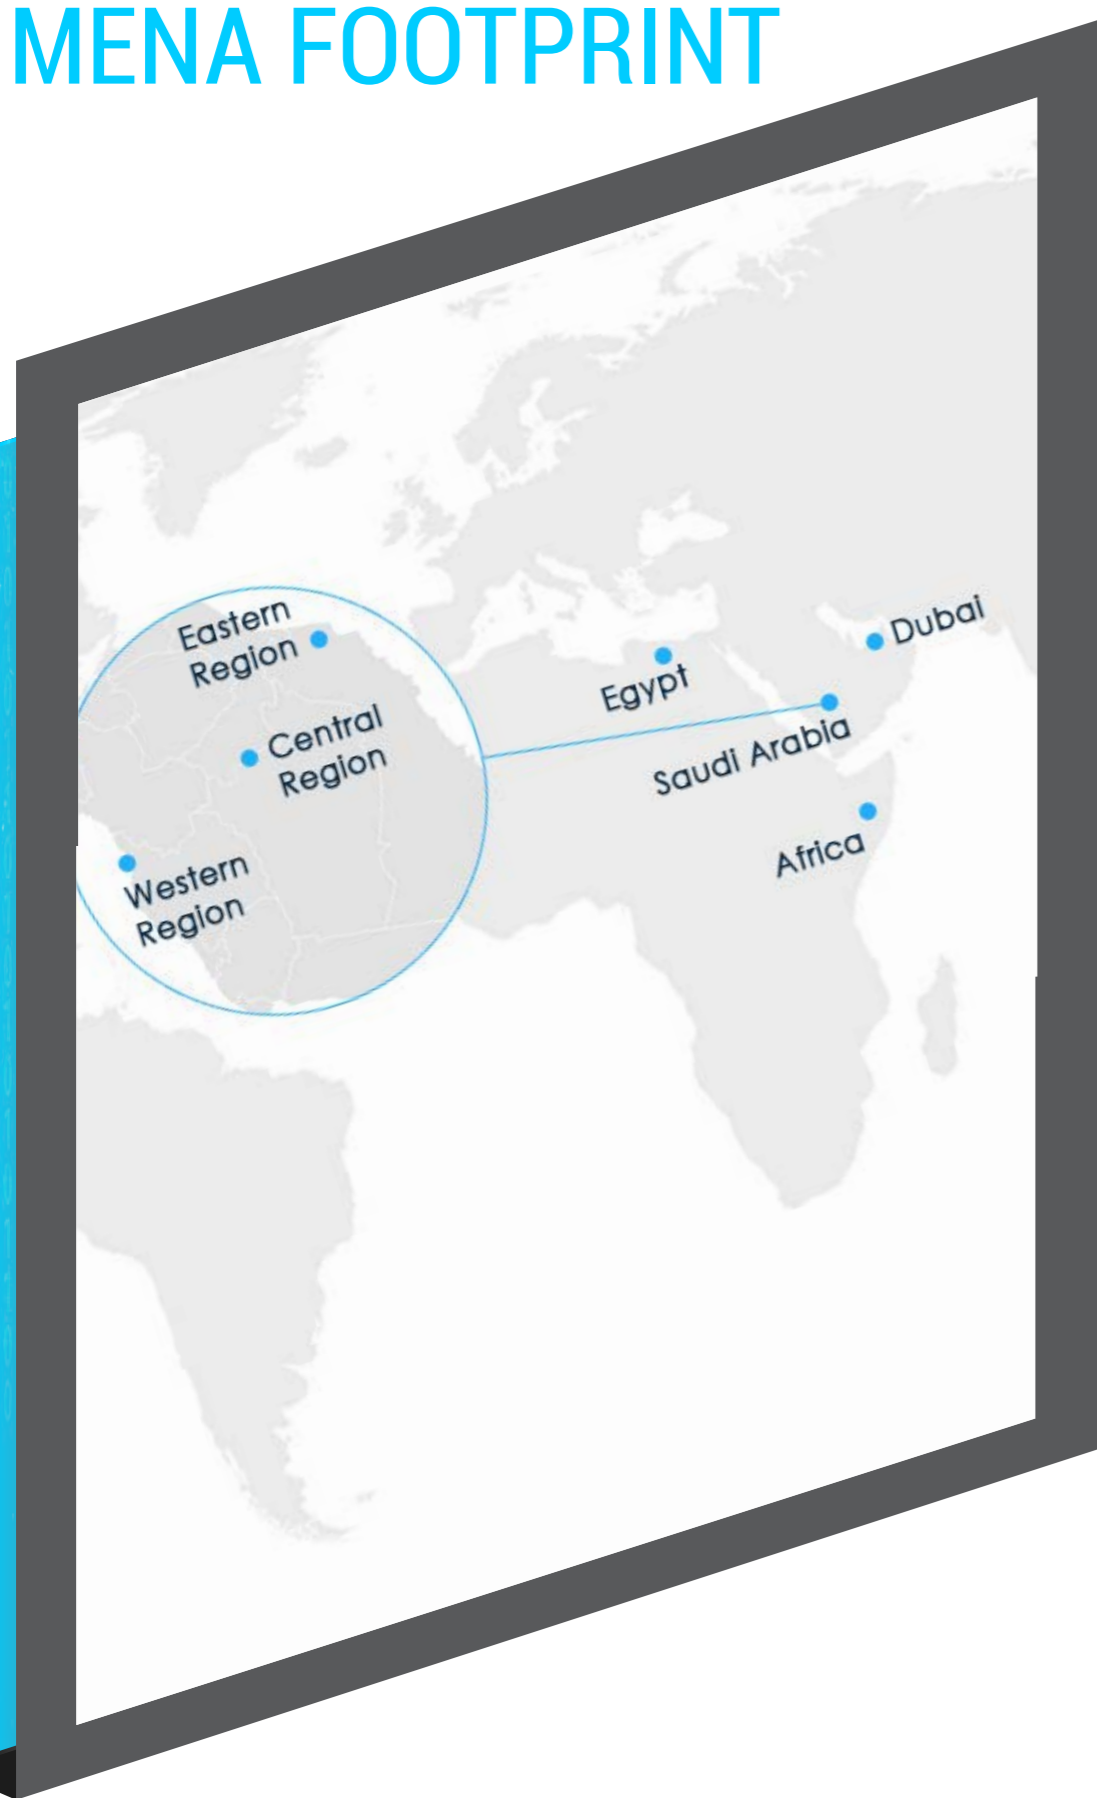 MENA FOOTPRINT
Eastern
Region
Central
Region
Western
Region
Egypt
Dubai
Saudi Arabia
Africa